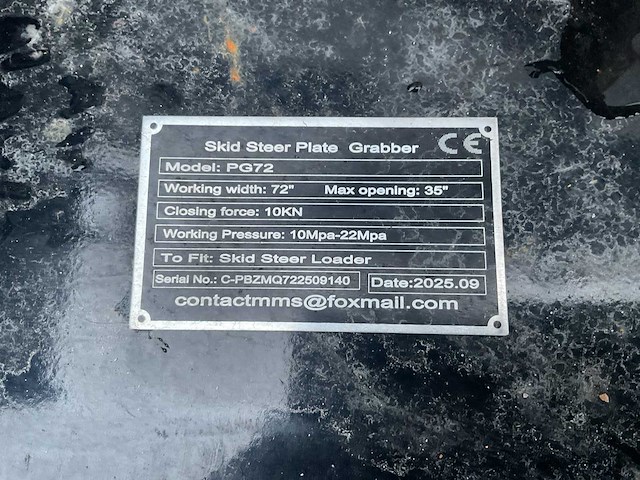 Skid Steer Plate Grabber CE
Model: PG72
Working width: 72" Max opening: 35"
Closing force: 10KN
Working Pressure: 10Mpa-22Mpa
To Fit: Skid Steer Loader
Serial No.: C-PBZMQ722509140 Date:2025.09
contactmms@foxmail.com